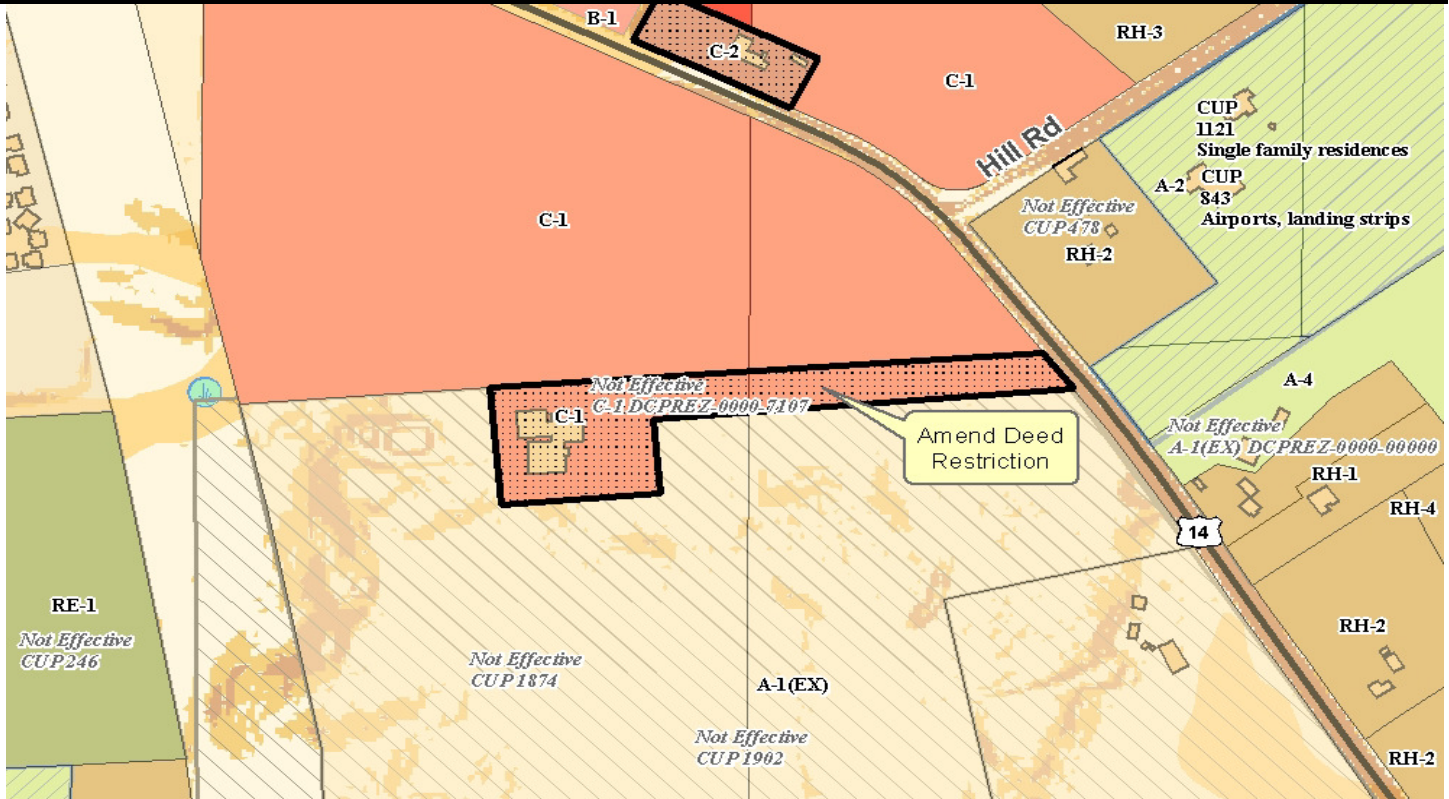 B-1
C-2
RH-3
C-1
CUP
1121
Single family residences
Hill Rd
A-2
CUP
843
Airports, landing strips
Not Effective
CUP 478
RH-2
C-1
Not Effective
C-1 DCPREZ-0000-7107
C-1
A-4
Amend Deed
Restriction
Not Effective
A-1(EX) DCPREZ-0000-00000
RH-1
RH-4
14
RE-1
Not Effective
CUP 246
RH-2
Not Effective
CUP 1874
A-1(EX)
Not Effective
CUP 1902
RH-2